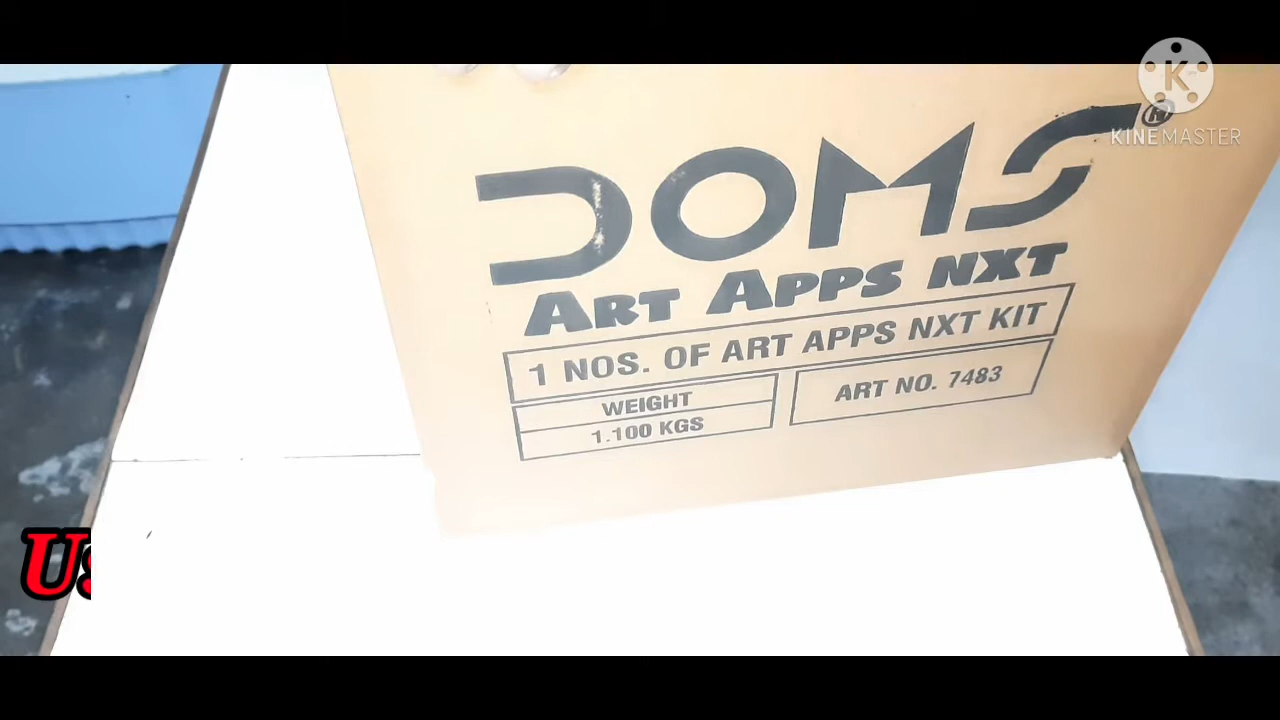 K
KINEMASTER
DOMS®
ART APPS NXT
1 NOS. OF ART APPS NXT KIT
WEIGHT
1.100 KGS
ART NO. 7483